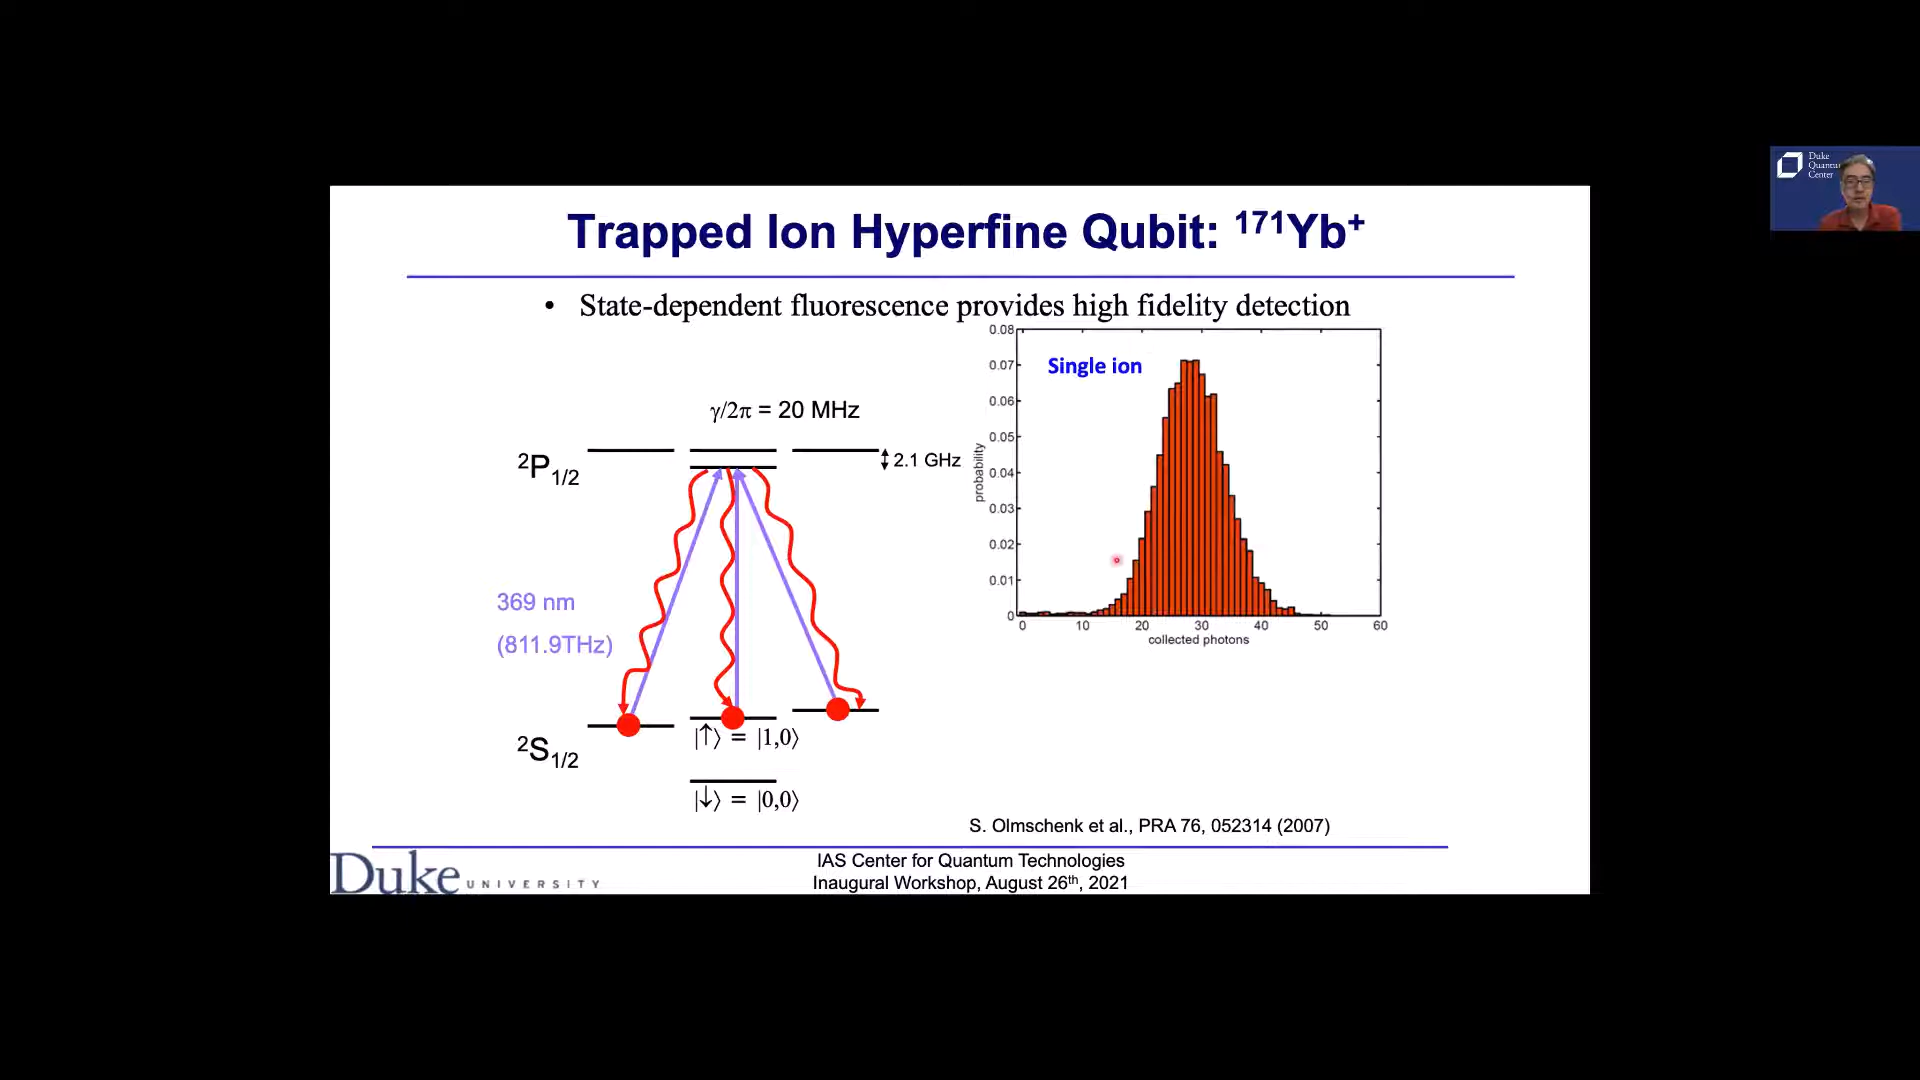 Duke
Quantu
Center
Trapped Ion Hyperfine Qubit: ¹⁷¹Yb⁺
• State-dependent fluorescence provides high fidelity detection
γ/2π = 20 MHz
²P₁/₂
2.1 GHz
369 nm
(811.9THz)
²S₁/₂
|↑⟩ = |1,0⟩
|↓⟩ = |0,0⟩
Single ion
probability
0.08
0.07
0.06
0.05
0.04
0.03
0.02
0.01
0
0 10 20 30 40 50 60
collected photons
S. Olmschenk et al., PRA 76, 052314 (2007)
Duke UNIVERSITY
IAS Center for Quantum Technologies
Inaugural Workshop, August 26ᵗʰ, 2021